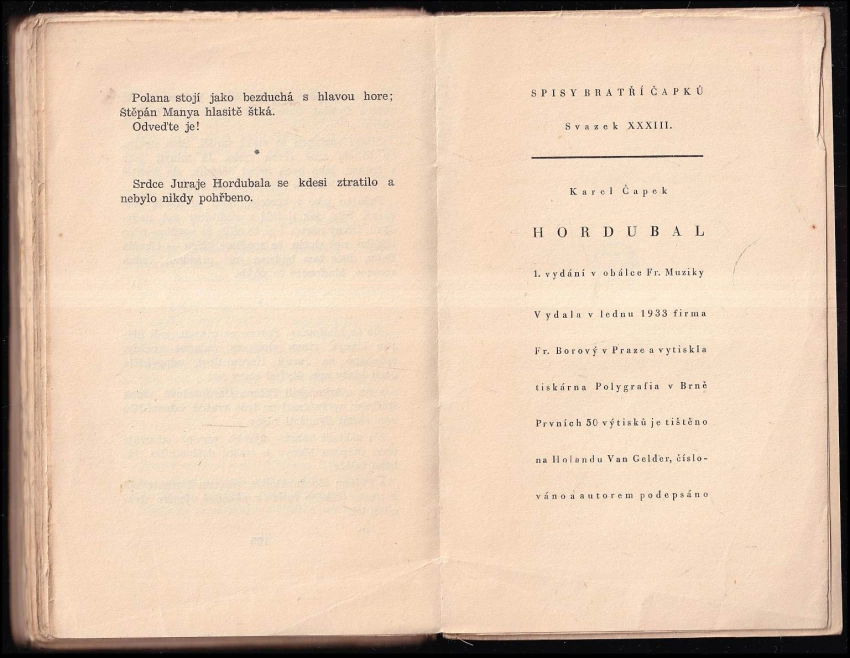 Polana stojí jako bezduchá s hlavou hore;
Štěpán Manya hlasitě štká.
Odveďte je!
*
Srdce Juraje Hordubala se kdesi ztratilo a
nebylo nikdy pohřbeno.
SPISY BRATŘÍ ČAPKŮ
Svazek XXXIII.
Karel Čapek
HORDUBAL
1. vydání v obálce Fr. Muziky
Vydala v lednu 1933 firma
Fr. Borový v Praze a vytiskla
tiskárna Polygrafia v Brně
Prvních 50 výtisků je tištěno
na Holandu Van Gelder, číslo-
váno a autorem podepsáno